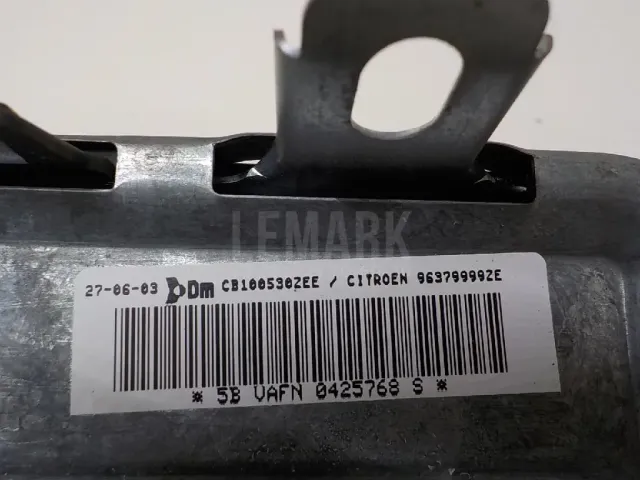 LEMARK
27-06-03 Dm CB100530ZEE / CITROEN 96379999ZE
* 5B VAFN 0425768 S *